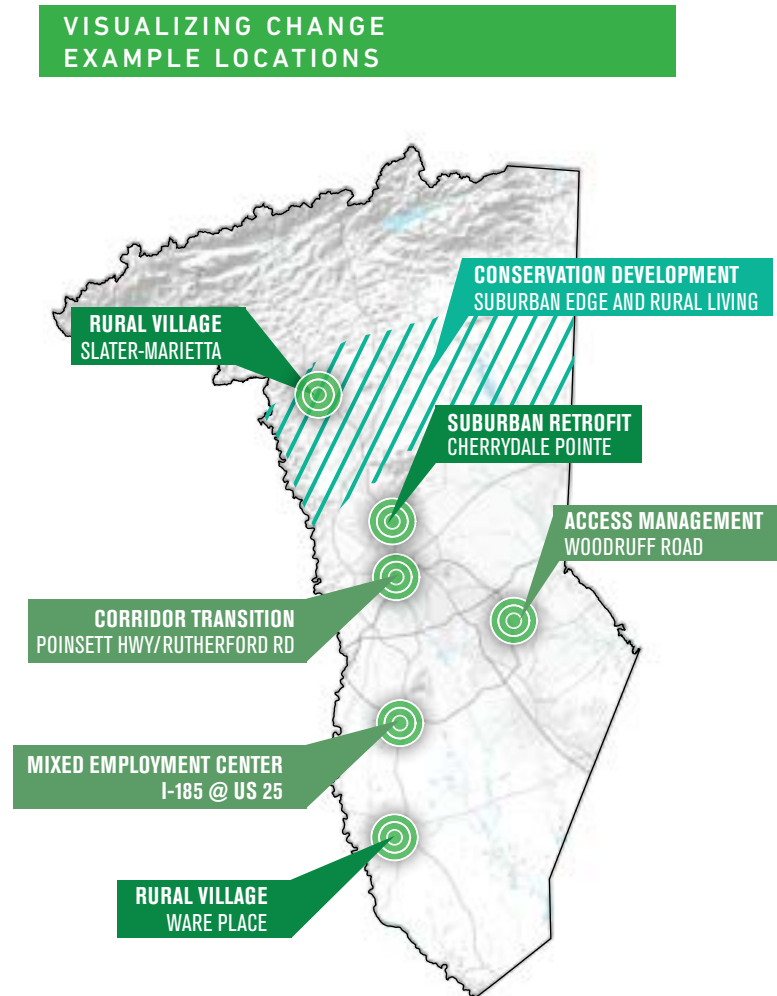 VISUALIZING CHANGE
EXAMPLE LOCATIONS
CONSERVATION DEVELOPMENT
SUBURBAN EDGE AND RURAL LIVING
RURAL VILLAGE
SLATER-MARIETTA
SUBURBAN RETROFIT
CHERRYDALE POINTE
ACCESS MANAGEMENT
WOODRUFF ROAD
CORRIDOR TRANSITION
POINSETT HWY/RUTHERFORD RD
MIXED EMPLOYMENT CENTER
I-185 @ US 25
RURAL VILLAGE
WARE PLACE